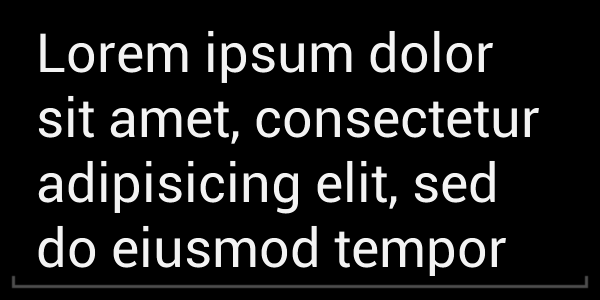 Lorem ipsum dolor
sit amet, consectetur
adipisicing elit, sed
do eiusmod tempor